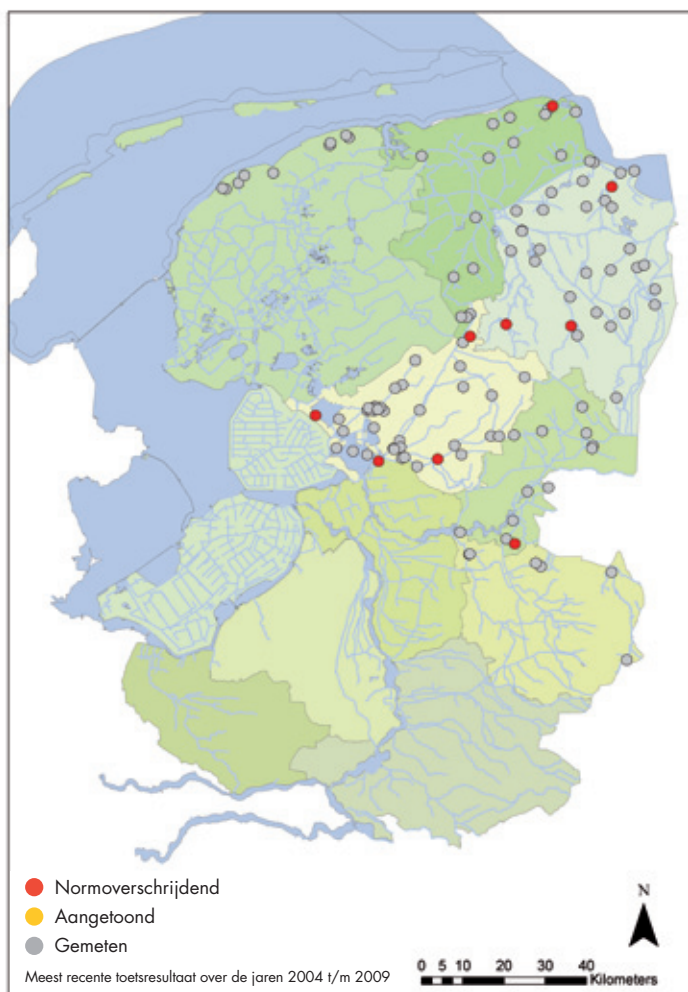 Normoverschrijdend
Aangetoond
Gemeten
Meest recente toetsresultaat over de jaren 2004 t/m 2009
N
0 5 10 20 30 40
Kilometers